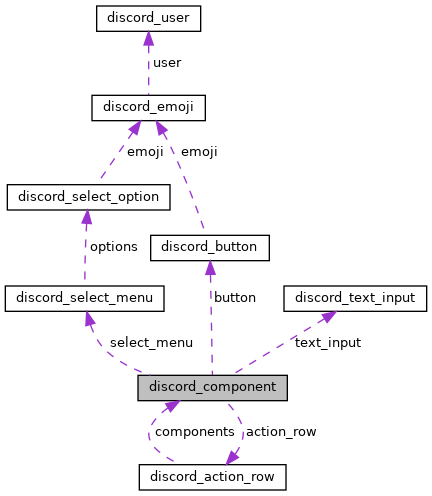 discord_user
user
discord_emoji
emoji
emoji
discord_select_option
options
discord_button
discord_select_menu
button
discord_text_input
select_menu
text_input
discord_component
components
action_row
discord_action_row